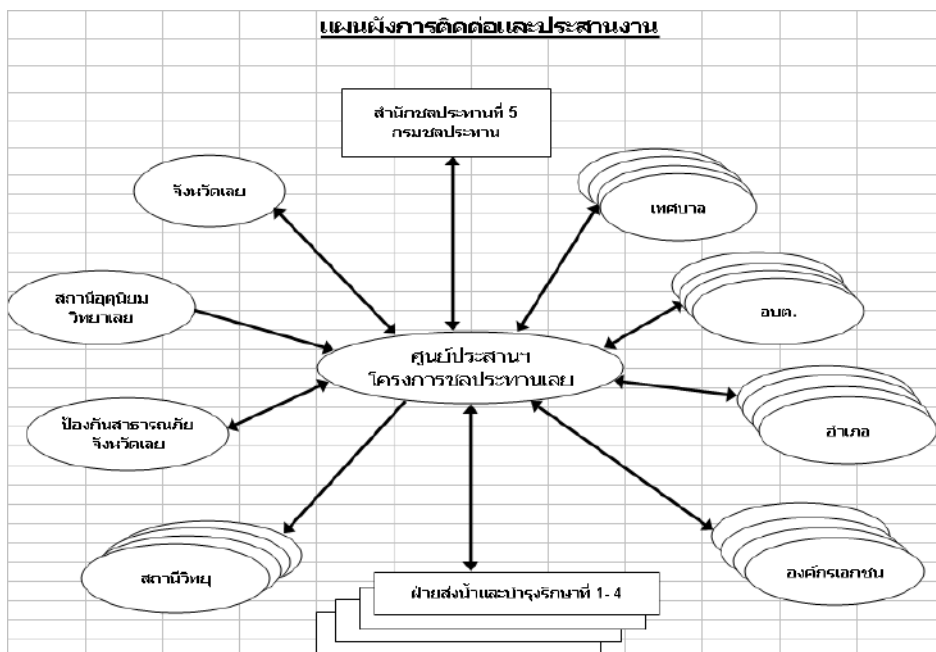 แผนผังการติดต่อและประสานงาน
สำนักชลประทานที่ 5
กรมชลประทาน
จังหวัดเลย
เทศบาล
สถานีอุตุนิยม
วิทยาเลย
อบต.
ศูนย์ประสานฯ
โครงการชลประทานเลย
ป้องกันสาธารณภัย
จังหวัดเลย
อำเภอ
สถานีวิทยุ
องค์กรเอกชน
ฝ่ายส่งน้ำและบำรุงรักษาที่ 1- 4